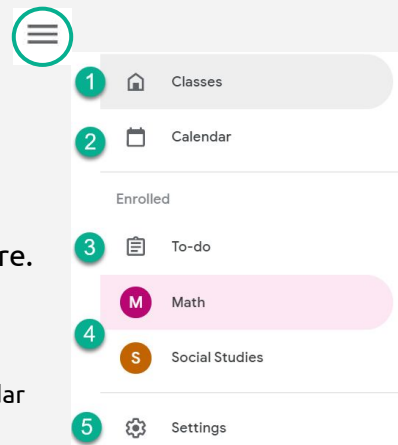 1 Classes
2 Calendar
Enrolled
re.
3 To-do
M Math
4
S Social Studies
lar
5 Settings